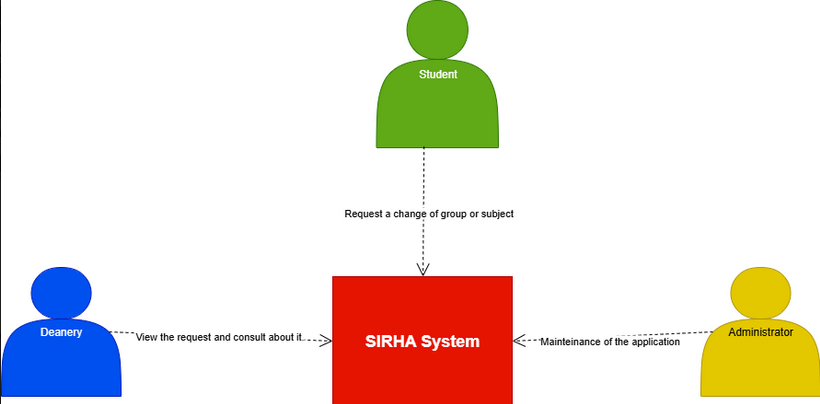 Student
Request a change of group or subject
Deanery
View the request and consult about it.
SIRHA System
Mainteinance of the application
Administrator